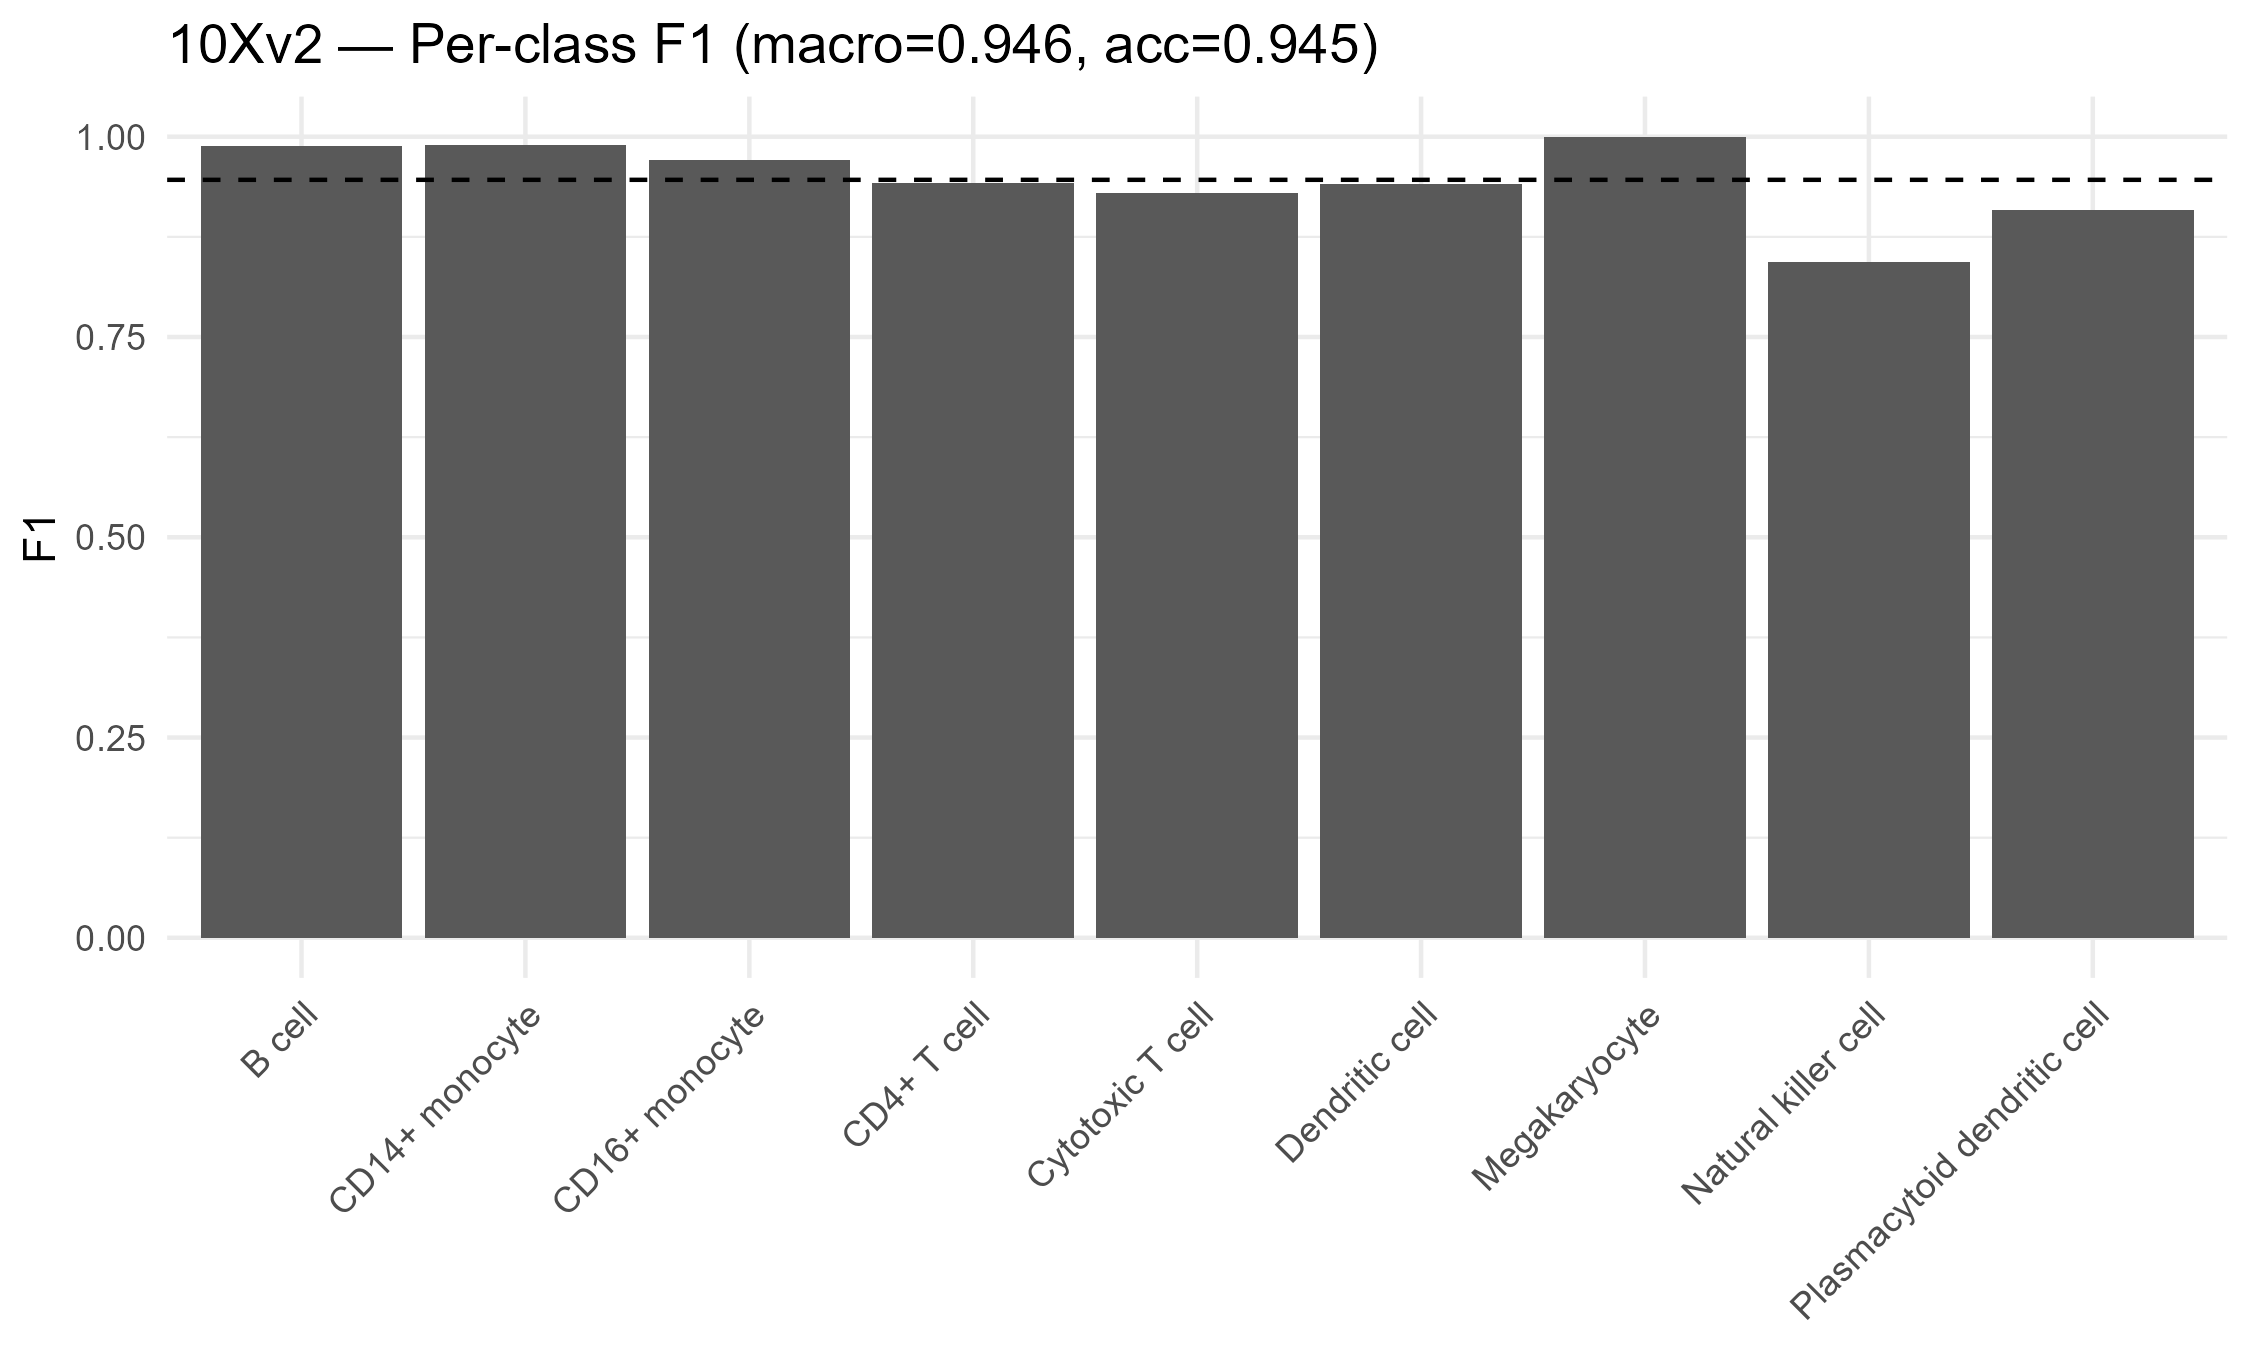 10Xv2 — Per-class F1 (macro=0.946, acc=0.945)
1.00
0.75
0.50
0.25
0.00
F1
B cell
CD14+ monocyte
CD16+ monocyte
CD4+ T cell
Cytotoxic T cell
Dendritic cell
Megakaryocyte
Natural killer cell
Plasmacytoid dendritic cell